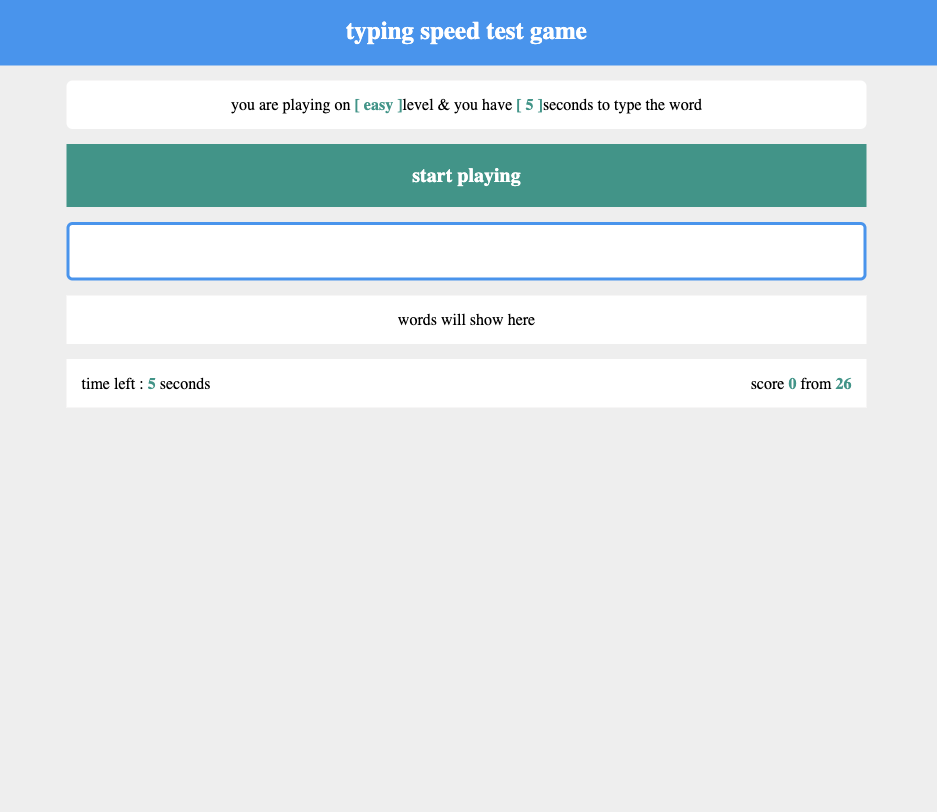 typing speed test game
you are playing on [ easy ]level & you have [ 5 ]seconds to type the word
start playing
words will show here
time left : 5 seconds
score 0 from 26